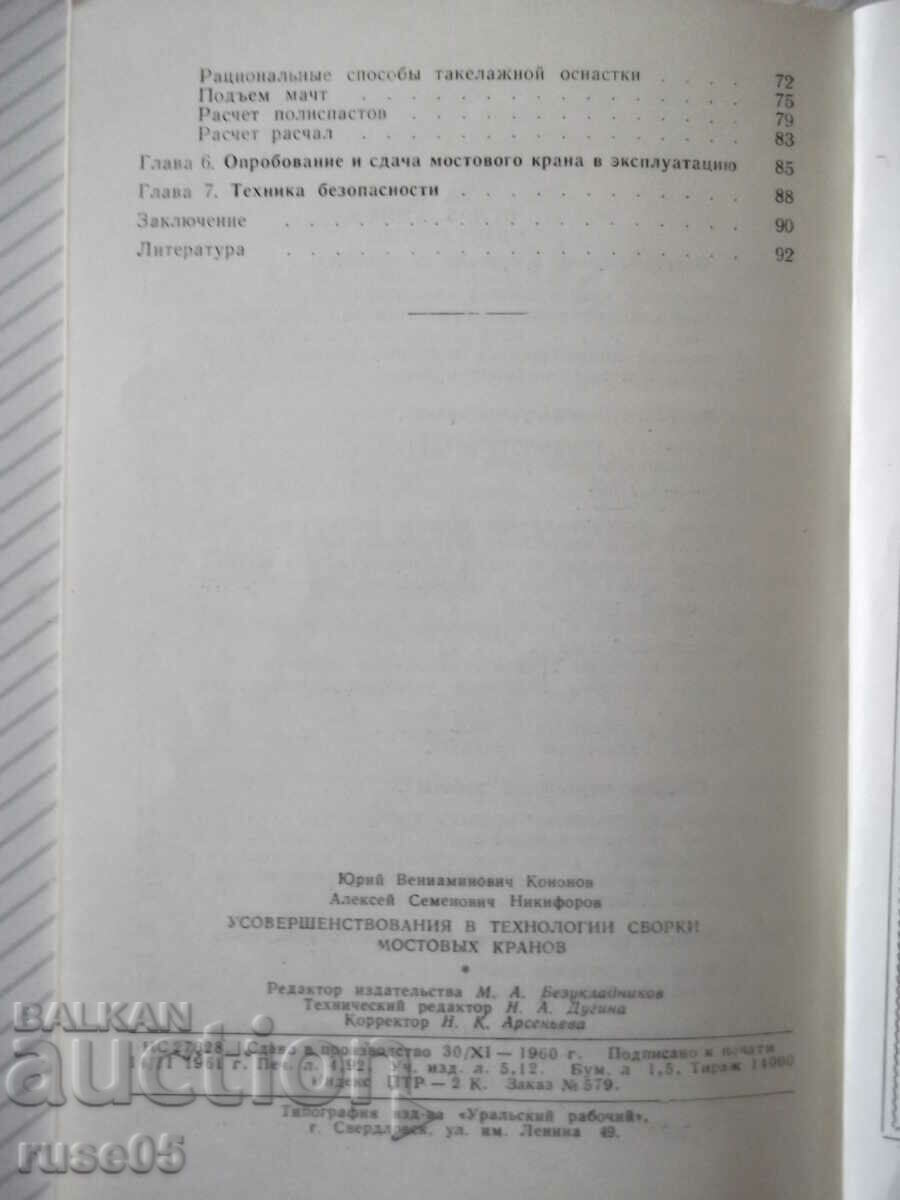 Рациональные способы такелажной оснастки . . . . 72
Подъем мачт . . . . . . . . . . . . . . 75
Расчет полиспастов . . . . . . . . . . . . 79
Расчет расчал . . . . . . . . . . . . . . 83
Глава 6. Опробование и сдача мостового крана в эксплуатацию 85
Глава 7. Техника безопасности . . . . . . . . . . 88
Заключение . . . . . . . . . . . . . . . . 90
Литература . . . . . . . . . . . . . . . . 92
Юрий Вениаминович Кононов
Алексей Семенович Никифоров
УСОВЕРШЕНСТВОВАНИЯ В ТЕХНОЛОГИИ СБОРКИ
МОСТОВЫХ КРАНОВ
Редактор издательства М. А. Безукладников
Технический редактор Н. А. Дугина
Корректор Н. К. Арсеньева
Сдано в производство 30/XI — 1960 г. Подписано к печати
1961 г. Печ. л. 4,92. Уч. изд. л. 5,12. Бум. л 1,5. Тираж 14000
Индекс ПТР — 2 К. Заказ № 579.
Типография изд-ва «Уральский рабочий»,
г. Свердловск, ул. им. Ленина 49.
BALKAN
auction
ruse05